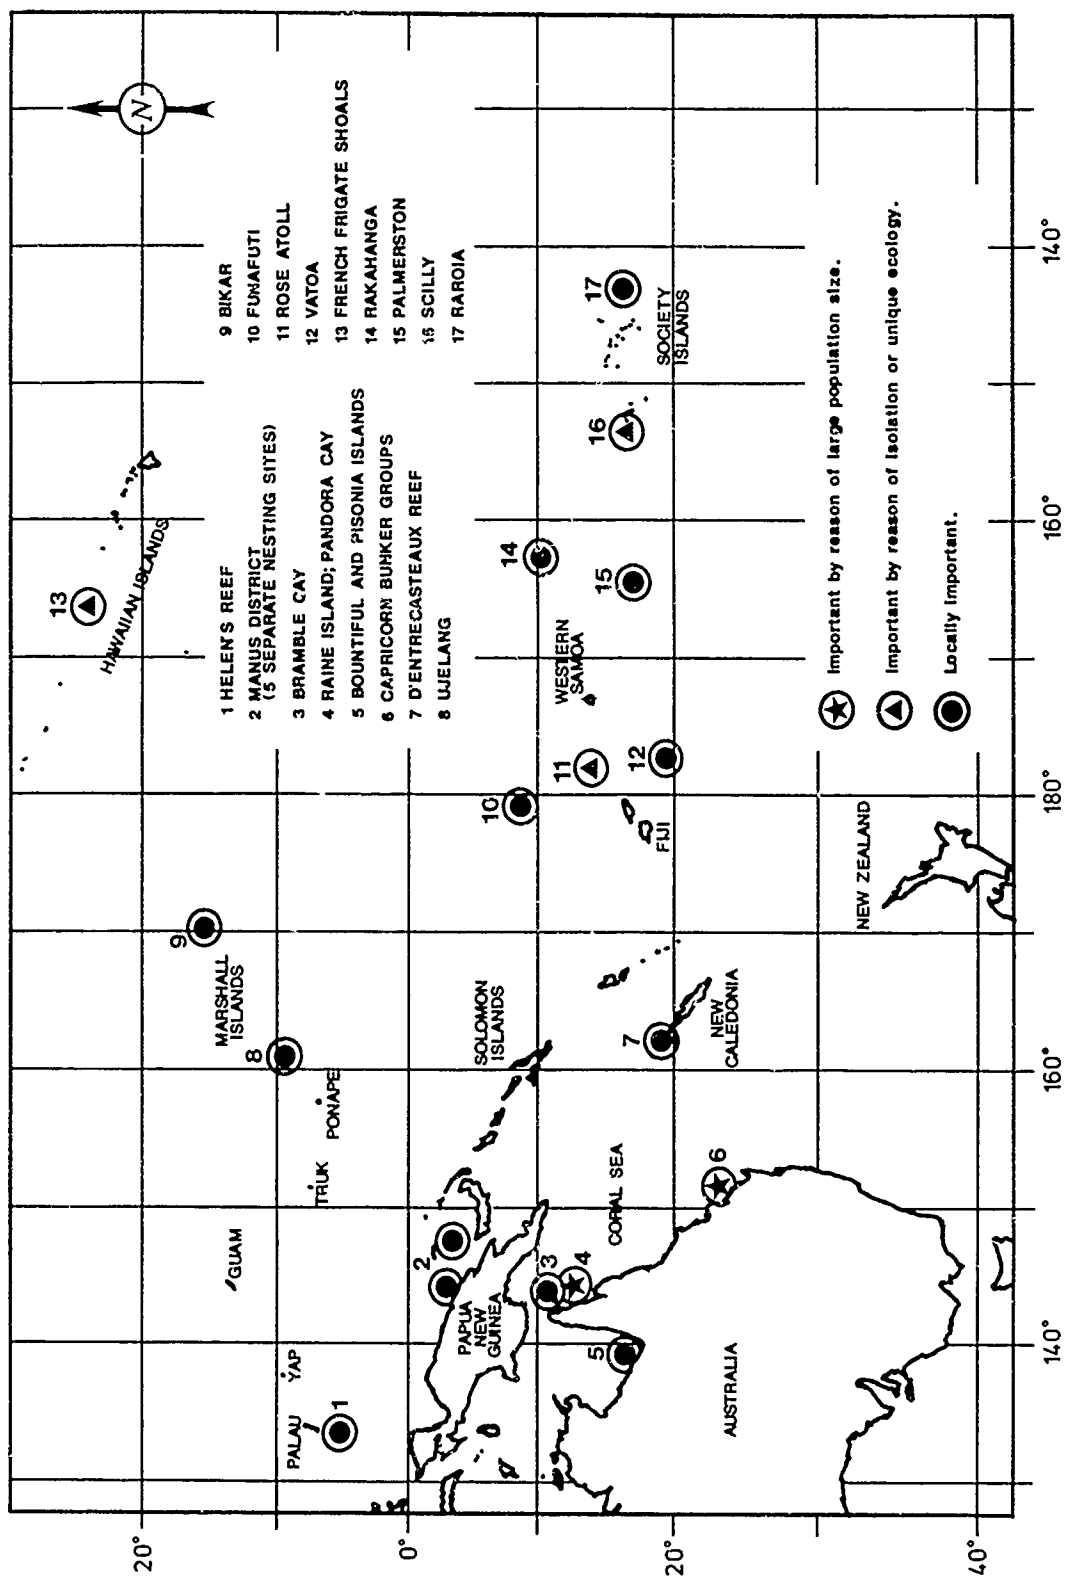 N
13
HAWAIIAN ISLANDS
1 HELEN'S REEF
2 MANUS DISTRICT
(5 SEPARATE NESTING SITES)
3 BRAMBLE CAY
4 RAINE ISLAND; PANDORA CAY
5 BOUNTIFUL AND PISONIA ISLANDS
6 CAPRICORN BUNKER GROUPS
7 D'ENTRECASTEAUX REEF
8 UJELANG
9 BIKAR
10 FUNAFUTI
11 ROSE ATOLL
12 VATOA
13 FRENCH FRIGATE SHOALS
14 RAKAHANGA
15 PALMERSTON
16 SCILLY
17 RAROIA
9
MARSHALL
ISLANDS
8
PONAPE
TRUK
GUAM
YAP
PALAU
1
2
PAPUA
NEW
GUINEA
SOLOMON
ISLANDS
3
4
5
CORAL SEA
6
AUSTRALIA
7
NEW
CALEDONIA
10
11
12
FIJI
WESTERN
SAMOA
14
15
16
17
SOCIETY
ISLANDS
NEW ZEALAND
Important by reason of large population size.
Important by reason of isolation or unique ecology.
Locally important.
20°
0°
20°
40°
140°
160°
180°
160°
140°